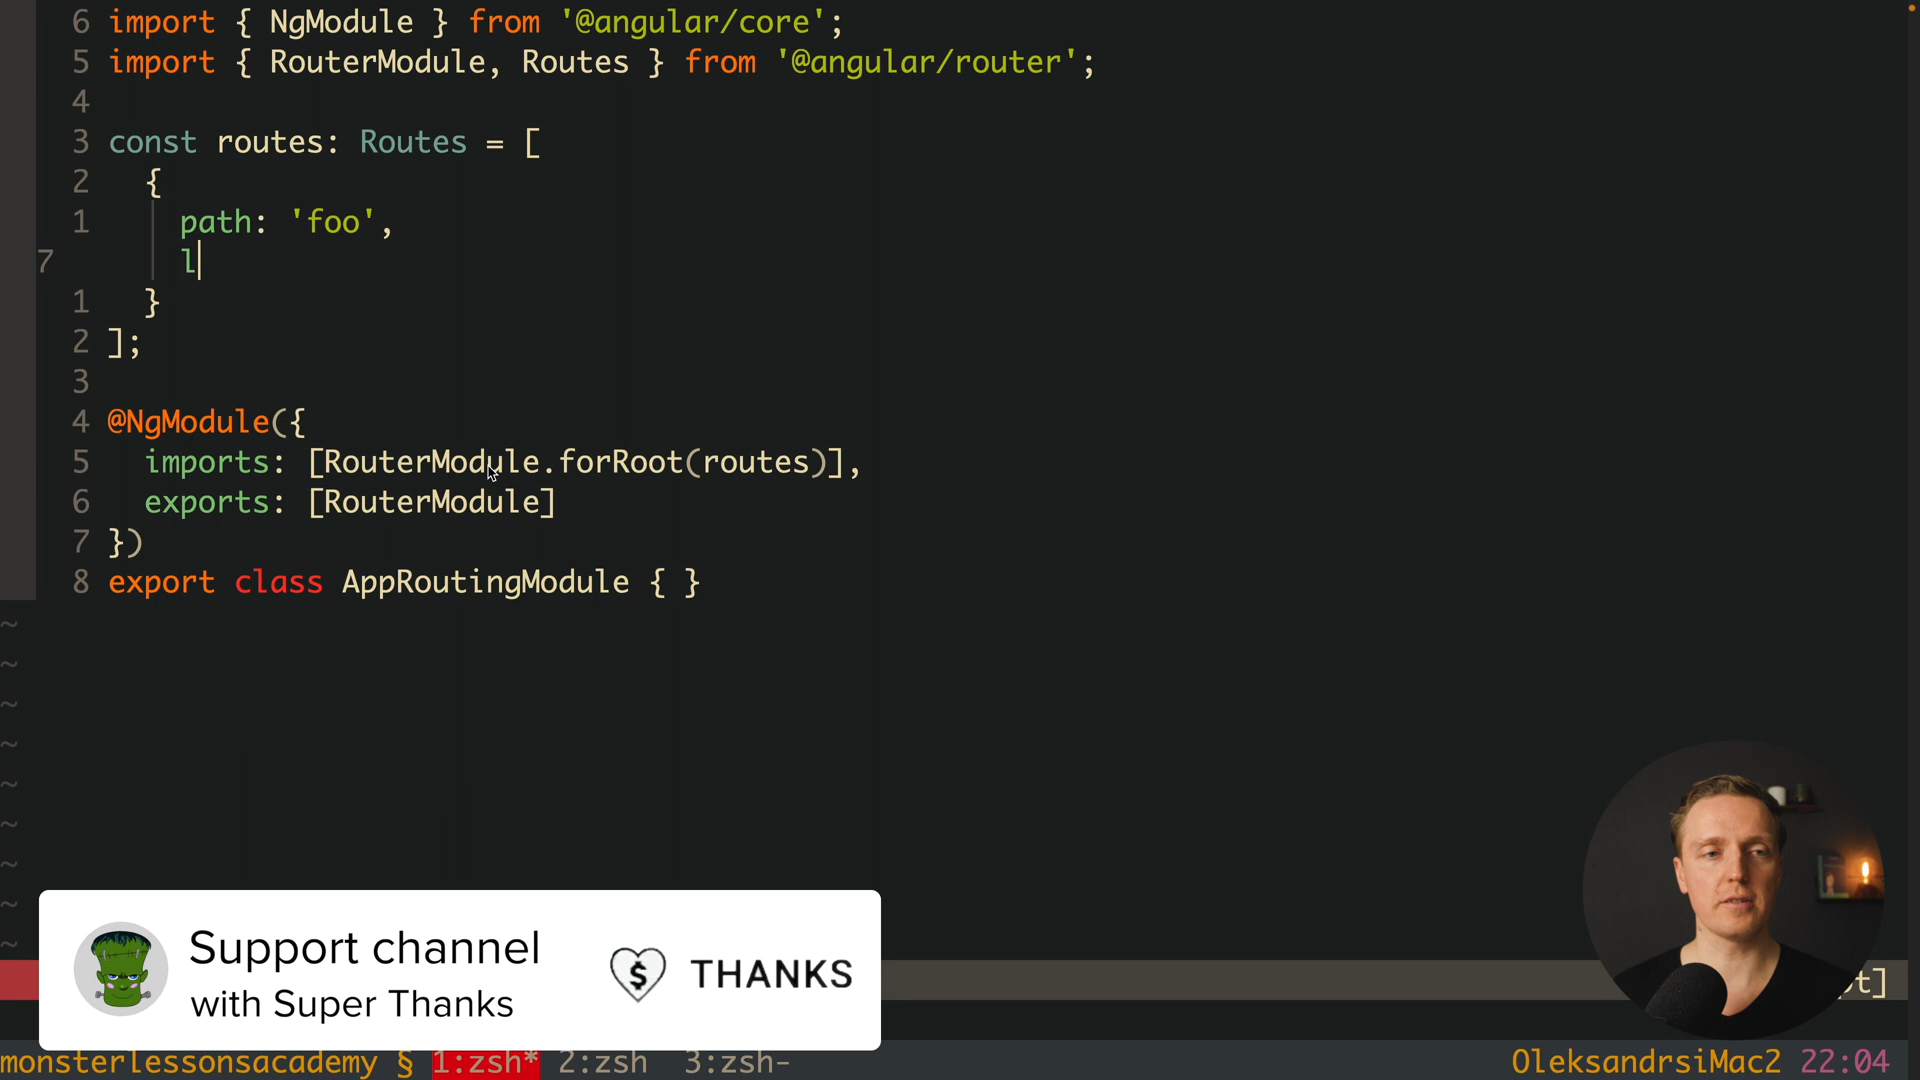 6 import { NgModule } from '@angular/core';
5 import { RouterModule, Routes } from '@angular/router';
4
3 const routes: Routes = [
2 {
1 path: 'foo',
7 l
1 }
2 ];
3
4 @NgModule({
5 imports: [RouterModule.forRoot(routes)],
6 exports: [RouterModule]
7 })
8 export class AppRoutingModule { }
~
~
~
~
~
~
~
~
~
Support channel
with Super Thanks
$ THANKS
pt]
monsterlessonsacademy § 1:zsh* 2:zsh 3:zsh- OleksandrsiMac2 22:04